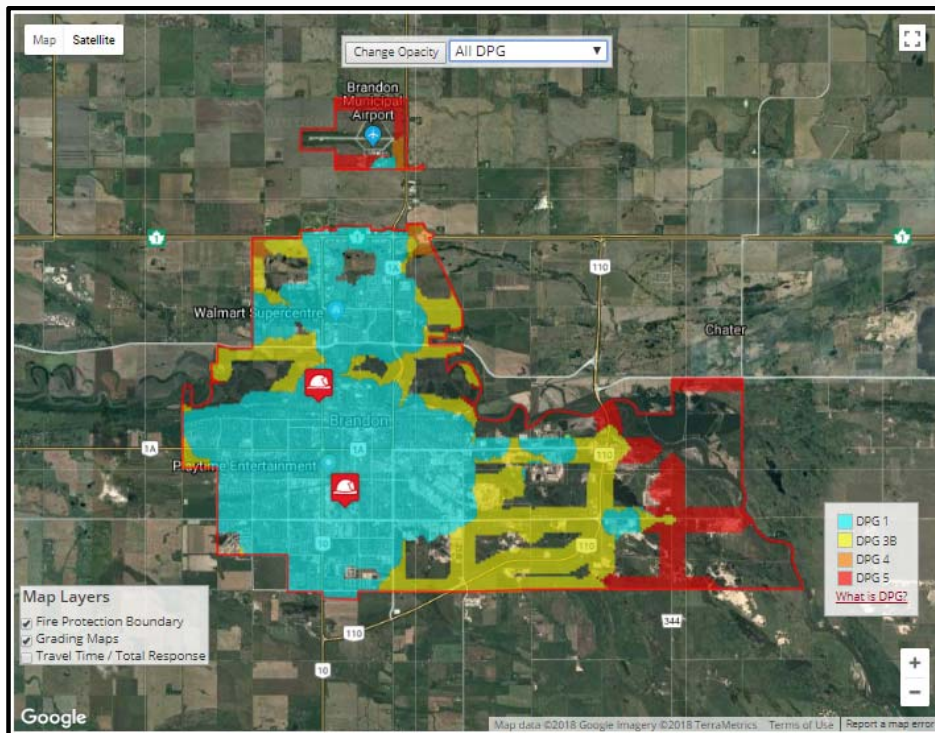 Map Satellite
Change Opacity All DPG
Brandon
Municipal
Airport
1
1
1
1A
110
Walmart Supercentre
Chater
Brandon
1A
1A
110
Playtime Entertainment
10
110
DPG 1
DPG 3B
DPG 4
DPG 5
What is DPG?
Map Layers
Fire Protection Boundary
Grading Maps
Travel Time / Total Response
110
344
10
+
−
Google
Map data ©2018 Google Imagery ©2018 TerraMetrics Terms of Use Report a map error